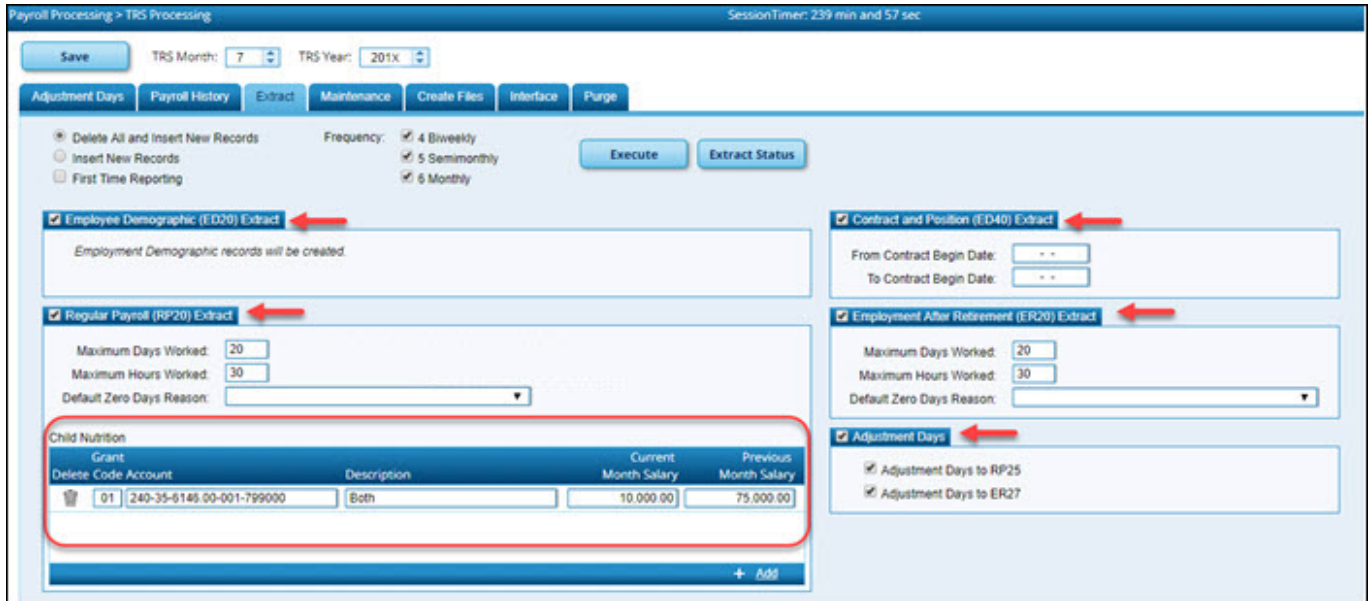 Payroll Processing > TRS Processing
SessionTimer: 239 min and 57 sec
Save
TRS Month: 7
TRS Year: 201X
Adjustment Days
Payroll History
Extract
Maintenance
Create Files
Interface
Purge
Delete All and Insert New Records
Insert New Records
First Time Reporting
Frequency:
4 Biweekly
5 Semimonthly
6 Monthly
Execute
Extract Status
Employee Demographic (ED20) Extract
Employment Demographic records will be created.
Contract and Position (ED40) Extract
From Contract Begin Date: - -
To Contract Begin Date: - -
Regular Payroll (RP20) Extract
Maximum Days Worked: 20
Maximum Hours Worked: 30
Default Zero Days Reason:
Employment After Retirement (ER20) Extract
Maximum Days Worked: 20
Maximum Hours Worked: 30
Default Zero Days Reason:
Child Nutrition
Grant Current Previous
Delete Code Account Description Month Salary Month Salary
01 240-35-6146.00-001-799000 Both 10,000.00 75,000.00
+ Add
Adjustment Days
Adjustment Days to RP25
Adjustment Days to ER27